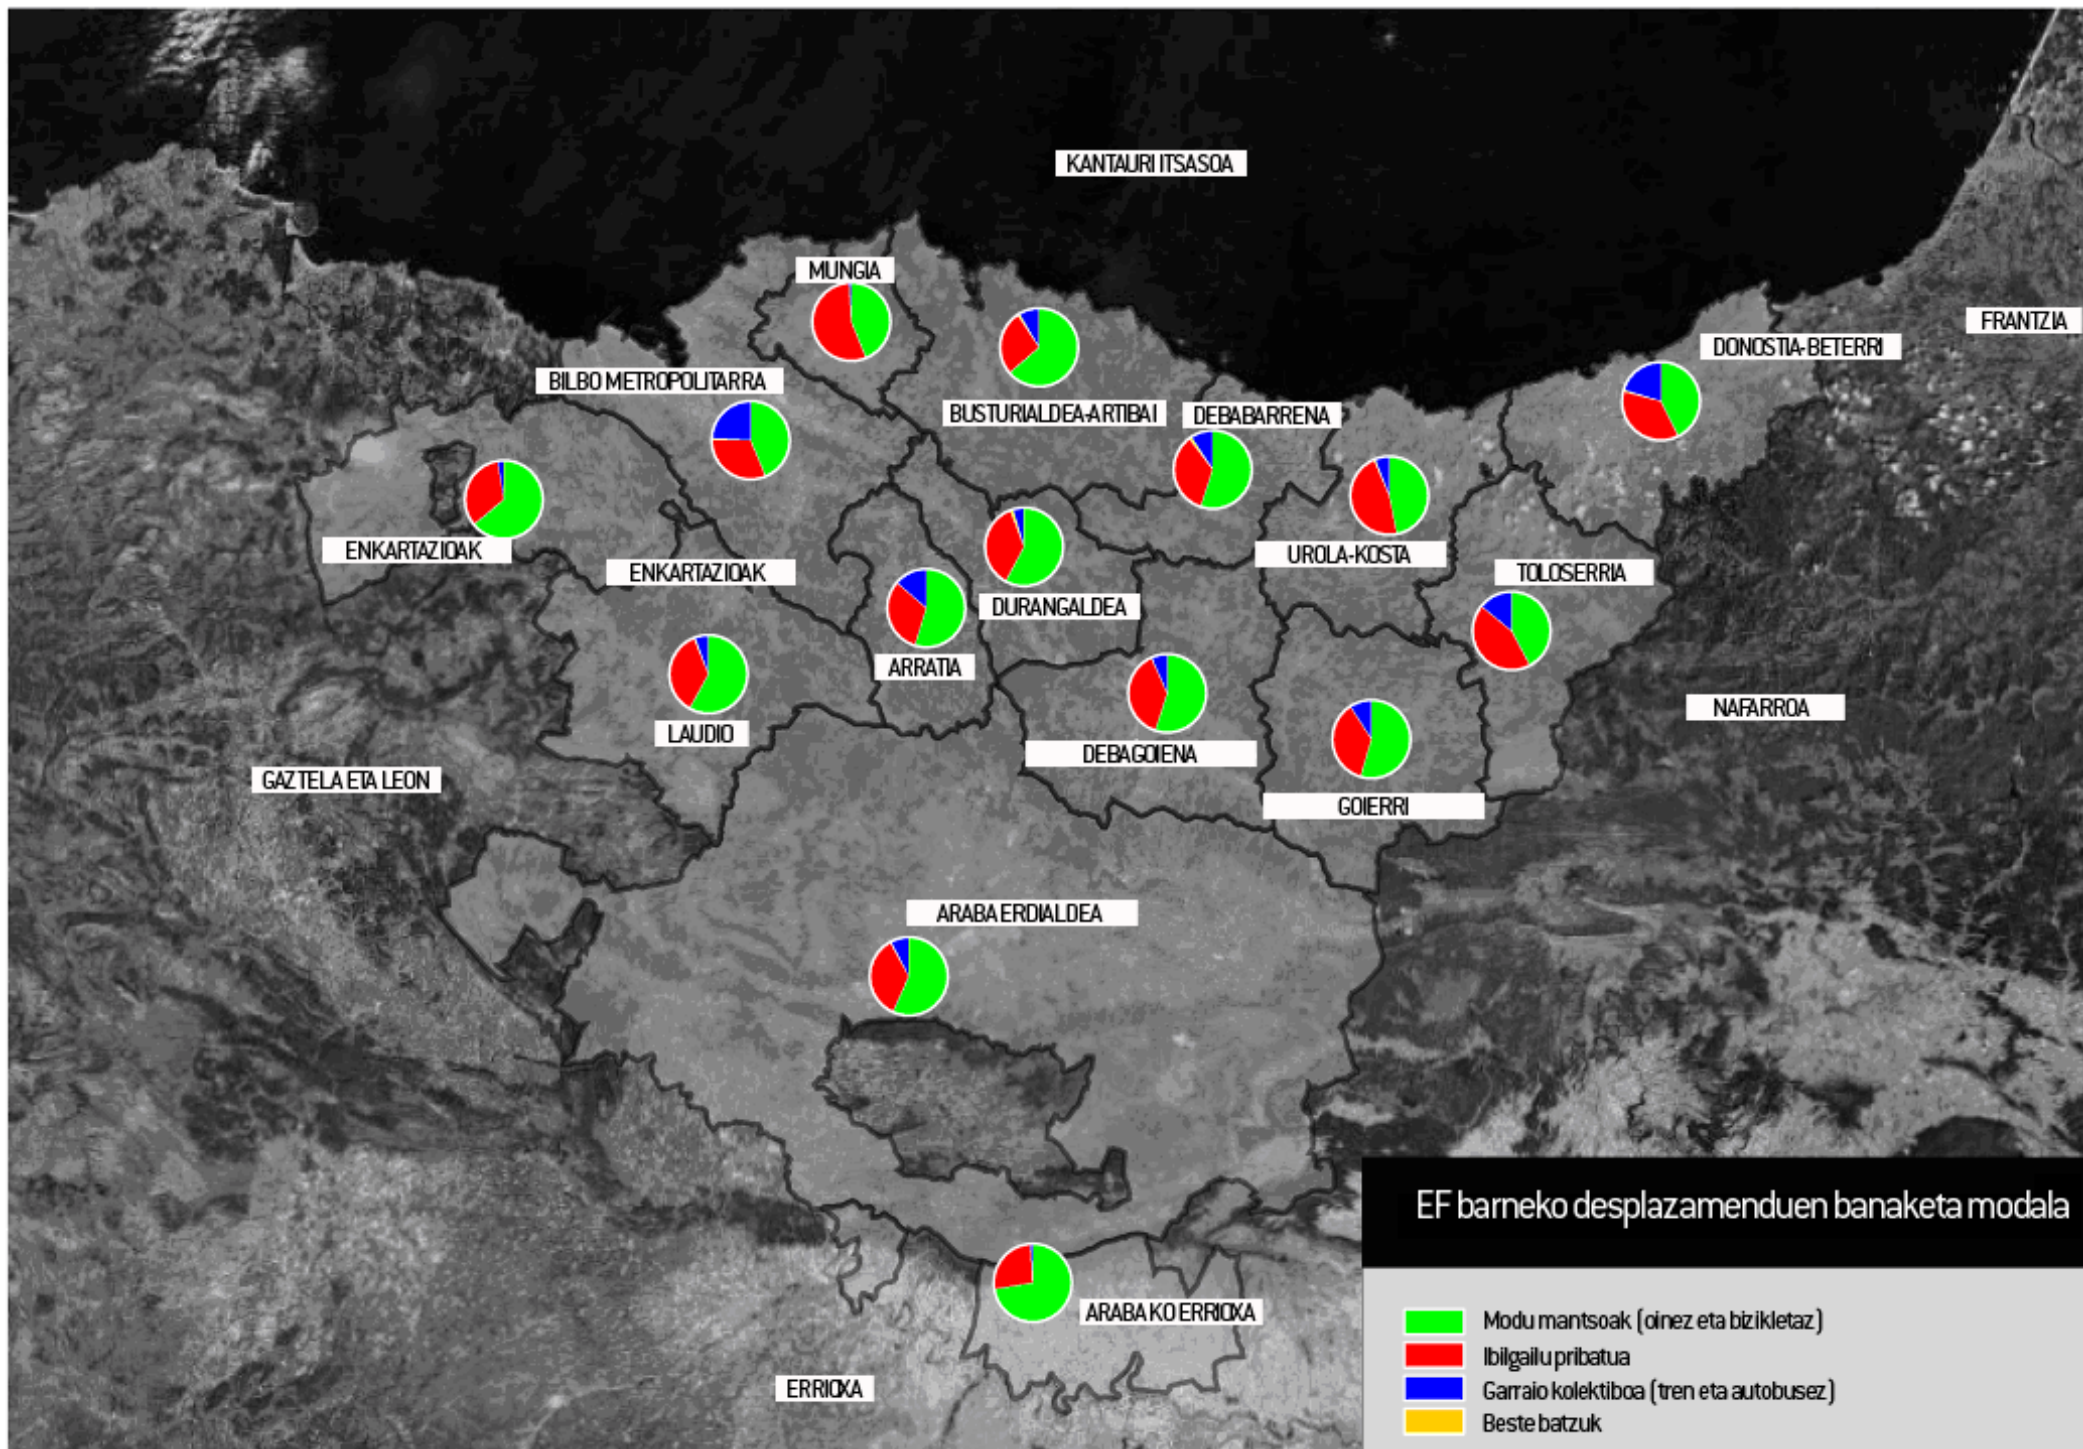 KANTAURI ITSASOA
MUNGIA
FRANTZIA
DONOSTIA-BETERRI
BILBO METROPOLITARRA
BUSTURIALDEA-ARTIBAI
DEBABARRENA
ENKARTAZIOAK
UROLA-KOSTA
ENKARTAZIOAK
TOLOSERRIA
DURANGALDEA
ARRATIA
NAFARROA
LAUDIO
DEBAGOIENA
GAZTELA ETA LEON
GOIERRI
ARABA ERDIALDEA
EF barneko desplazamenduen banaketa modala
ARABA KO ERRIOXA
Modu mantsoak (oinez eta bizikletaz)
Ibilgailu pribatua
ERRIOXA
Garraio kolektiboa (tren eta autobusez)
Beste batzuk